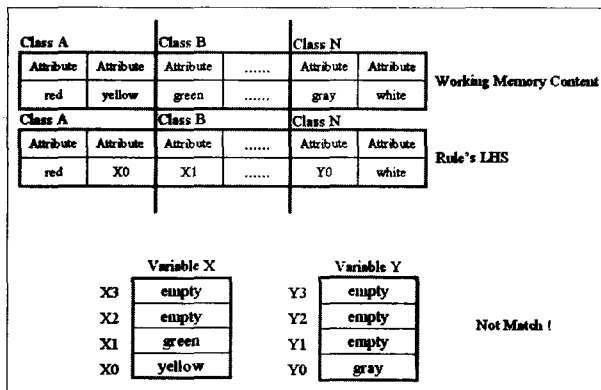 Class A Class B Class N
Attribute Attribute Attribute ...... Attribute Attribute
red yellow green ...... gray white
Working Memory Content
Class A Class B Class N
Attribute Attribute Attribute ...... Attribute Attribute
red X0 X1 ...... Y0 white
Rule's LHS
Variable X Variable Y
X3 empty Y3 empty
X2 empty Y2 empty
X1 green Y1 empty
X0 yellow Y0 gray
Not Match !